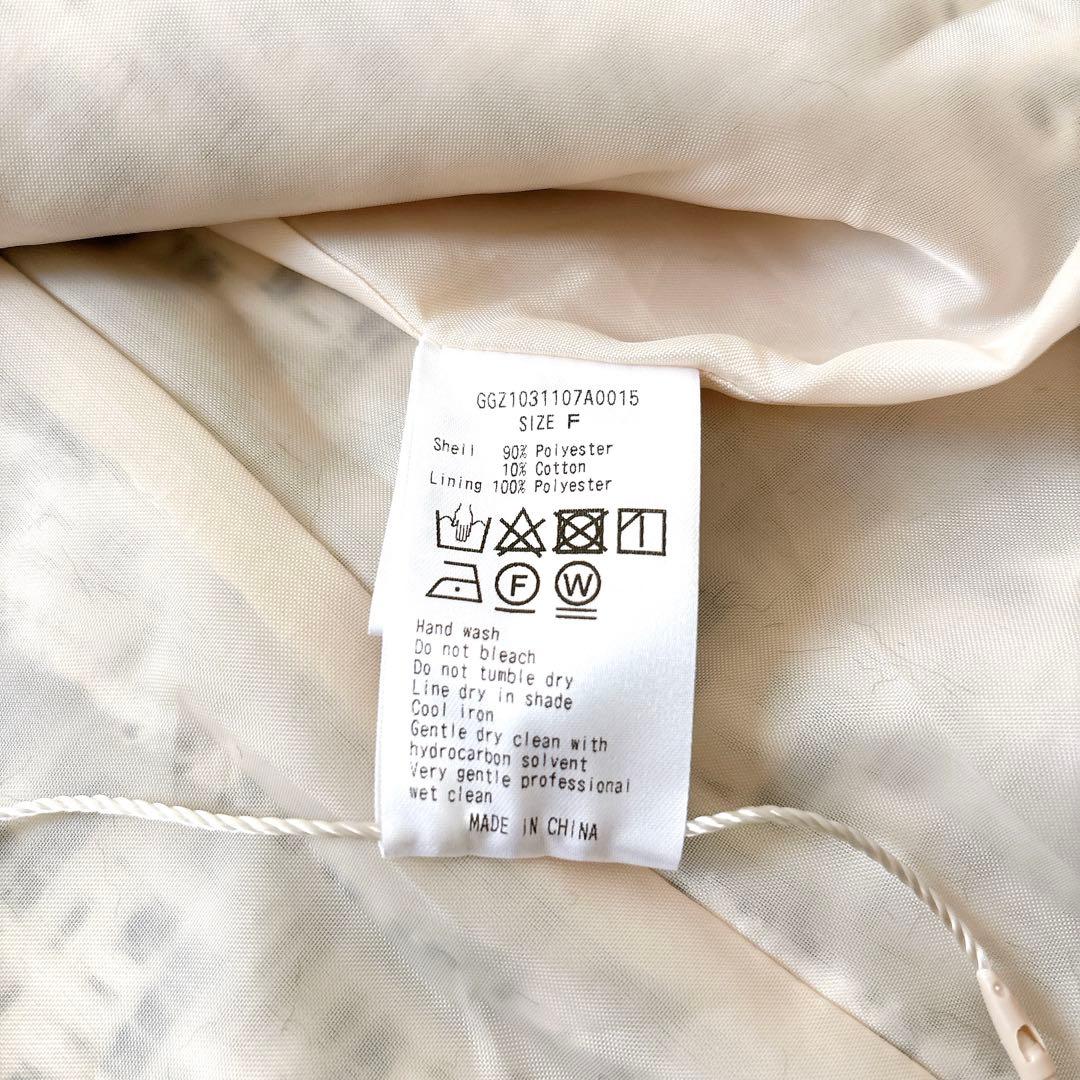 GGZ1031107A0015
SIZE F
Shell 90% Polyester
10% Cotton
Lining 100% Polyester
F W
Hand wash
Do not bleach
Do not tumble dry
Line dry in shade
Cool iron
Gentle dry clean with
hydrocarbon solvent
Very gentle professional
wet clean
MADE IN CHINA